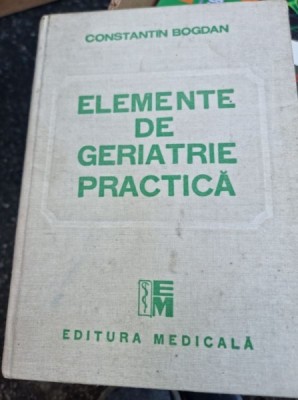 CONSTANTIN BOGDAN
ELEMENTE
DE
GERIATRIE
PRACTICĂ
EM
EDITURA MEDICALĂ